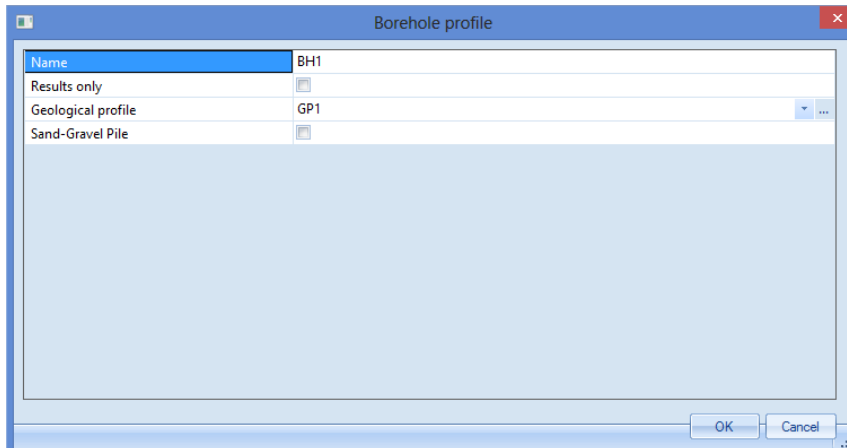 Borehole profile
Name BH1
Results only
Geological profile GP1 ...
Sand-Gravel Pile
OK Cancel